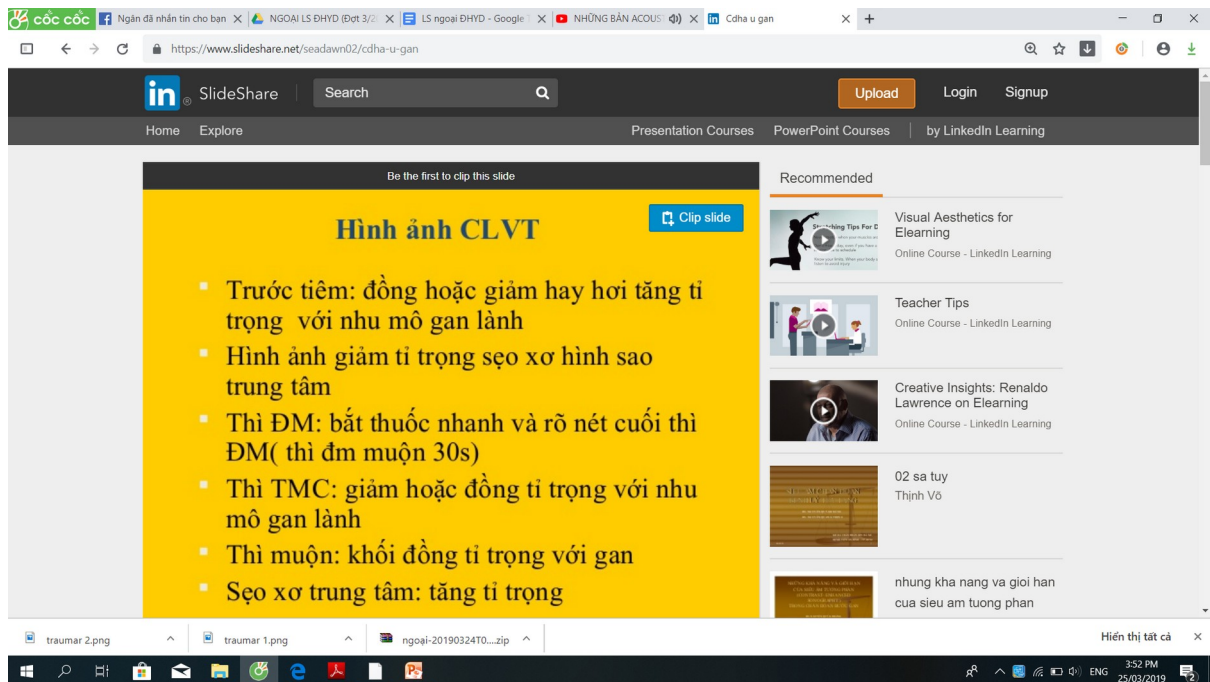 cốc cốc
Ngân đã nhắn tin cho bạn
NGOẠI LS ĐHYD (Đợt 3/2
LS ngoại ĐHYD - Google
NHỮNG BẢN ACOUS
Cdha u gan
https://www.slideshare.net/seadawn02/cdha-u-gan
in SlideShare
Search
Upload
Login
Signup
Home
Explore
Presentation Courses
PowerPoint Courses
by LinkedIn Learning
Be the first to clip this slide
Clip slide
Hình ảnh CLVT
Trước tiêm: đồng hoặc giảm hay hơi tăng tỉ
trọng với nhu mô gan lành
Hình ảnh giảm tỉ trọng sẹo xơ hình sao
trung tâm
Thì ĐM: bắt thuốc nhanh và rõ nét cuối thì
ĐM( thì đm muộn 30s)
Thì TMC: giảm hoặc đồng tỉ trọng với nhu
mô gan lành
Thì muộn: khối đồng tỉ trọng với gan
Sẹo xơ trung tâm: tăng tỉ trọng
Recommended
Visual Aesthetics for
Elearning
Online Course - LinkedIn Learning
Teacher Tips
Online Course - LinkedIn Learning
Creative Insights: Renaldo
Lawrence on Elearning
Online Course - LinkedIn Learning
02 sa tuy
Thịnh Võ
nhung kha nang va gioi han
cua sieu am tuong phan
traumar 2.png
traumar 1.png
ngoại-20190324T0....zip
Hiển thị tất cả
ENG
3:52 PM
25/03/2019